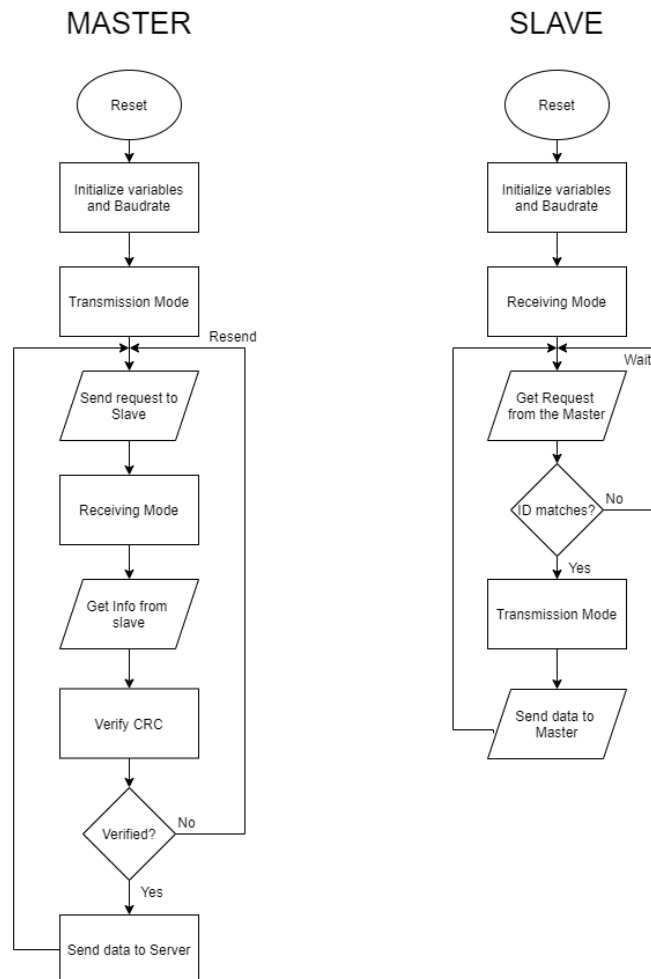 MASTER
Reset
Initialize variables
and Baudrate
Transmission Mode
Resend
Send request to
Slave
Receiving Mode
Get Info from
slave
Verify CRC
Verified?
No
Yes
Send data to Server
SLAVE
Reset
Initialize variables
and Baudrate
Receiving Mode
Wait
Get Request
from the Master
ID matches?
No
Yes
Transmission Mode
Send data to
Master